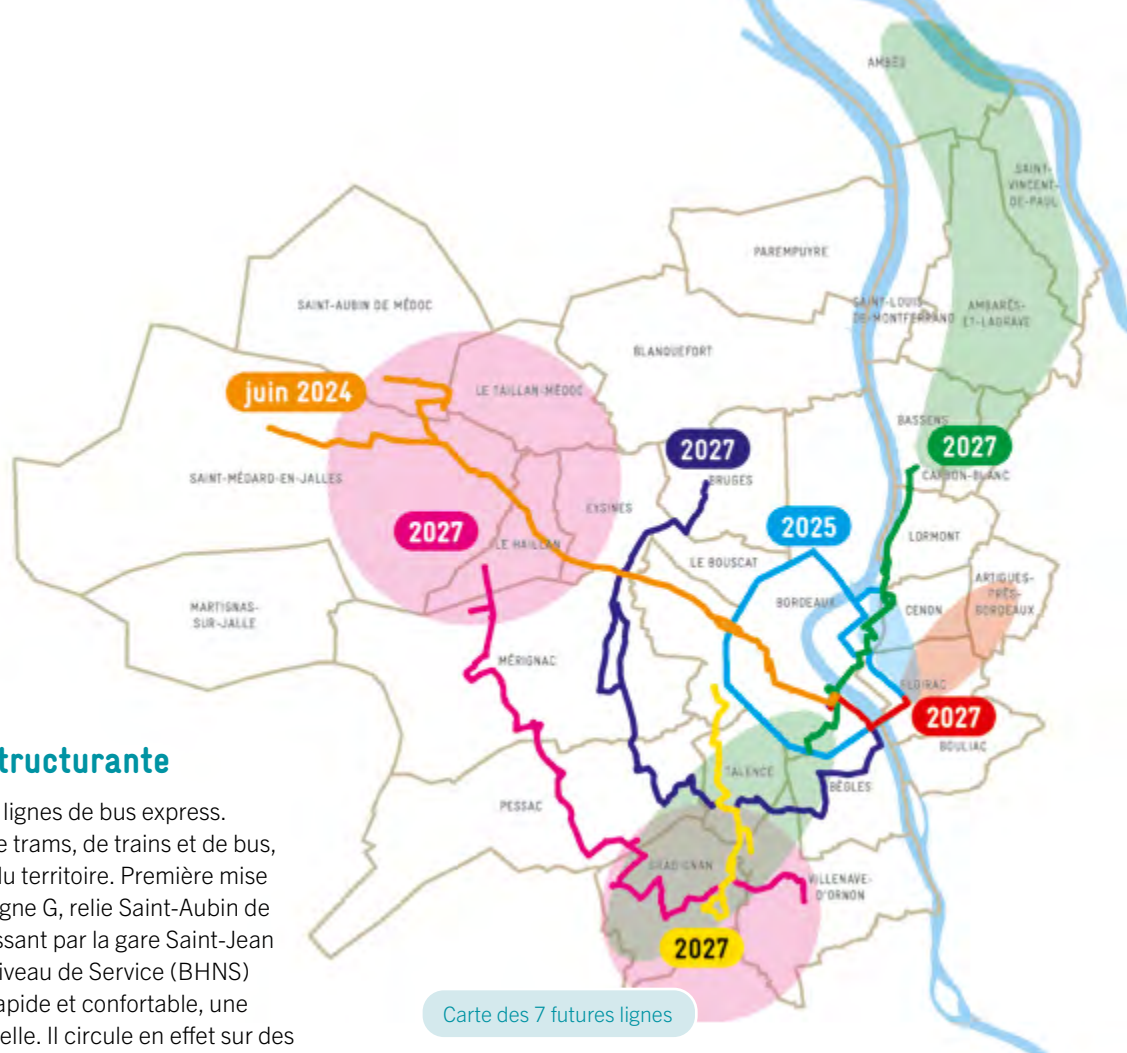 AMBÈS
SAINT-
VINCENT-
DE-PAUL
PAREMPUYRE
SAINT-AUBIN DE MÉDOC
SAINT-LOUIS-
DE-MONTFERRAND
AMBARÈS-
ET-LAGRAVE
BLANQUEFORT
juin 2024
LE TAILLAN-MÉDOC
BASSENS
2027
2027
CARBON-BLANC
SAINT-MÉDARD-EN-JALLES
BRUGES
EYSINES
2025
2027
LE HAILLAN
LORMONT
LE BOUSCAT
ARTIGUES-
PRÈS-
BORDEAUX
MARTIGNAS-
SUR-JALLE
BORDEAUX
CENON
MÉRIGNAC
FLOIRAC
2027
BOULIAC
tructurante
TALENCE
BÈGLES
lignes de bus express.
PESSAC
e trams, de trains et de bus,
du territoire. Première mise
GRADIGNAN
VILLENAVE-
D'ORNON
igne G, relie Saint-Aubin de
ssant par la gare Saint-Jean
2027
iveau de Service (BHNS)
apide et confortable, une
Carte des 7 futures lignes
elle. Il circule en effet sur des